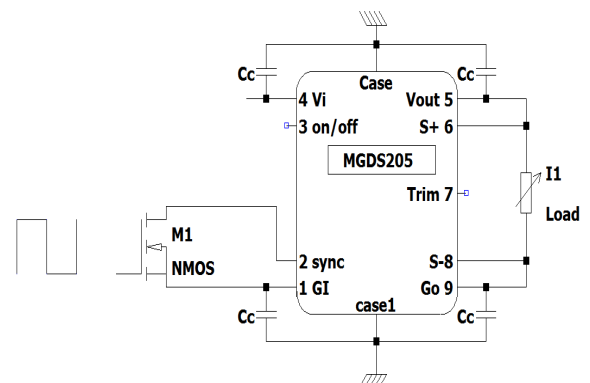 Cc
Case
Cc
4 Vi
Vout 5
3 on/off
S+ 6
MGDS205
I1
Trim 7
Load
M1
NMOS
2 sync
S-8
1 GI
Go 9
case1
Cc
Cc